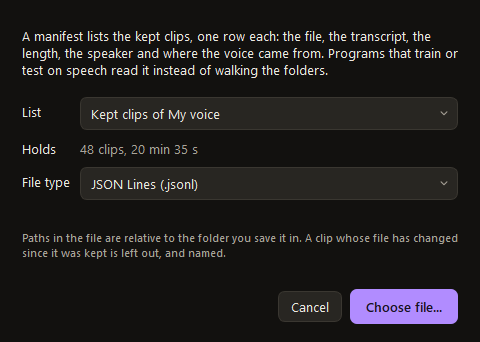 A manifest lists the kept clips, one row each: the file, the transcript, the
length, the speaker and where the voice came from. Programs that train or
test on speech read it instead of walking the folders.
List
Kept clips of My voice
Holds
48 clips, 20 min 35 s
File type
JSON Lines (.jsonl)
Paths in the file are relative to the folder you save it in. A clip whose file has changed
since it was kept is left out, and named.
Cancel
Choose file...